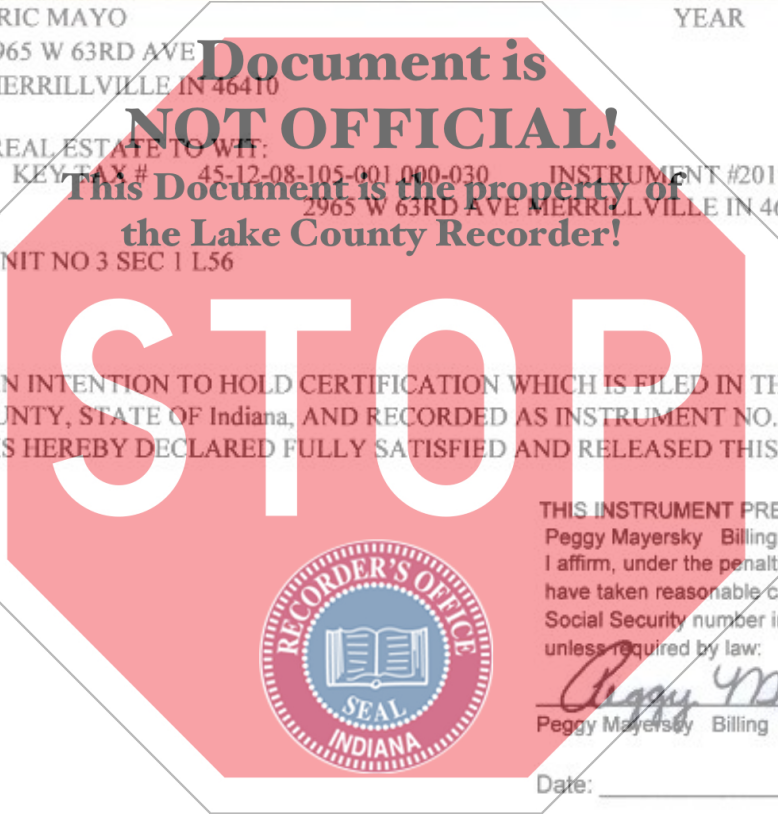 RIC MAYO
YEAR
965 W 63RD AVE
MERRILLVILLE IN 46410
Document is
NOT OFFICIAL!
REAL ESTATE TO WIT:
KEY TAX # 45-12-08-105-001.000-030 INSTRUMENT #201
This Document is the property of
2965 W 63RD AVE MERRILLVILLE IN 46
the Lake County Recorder!
NIT NO 3 SEC 1 L56
STOP
N INTENTION TO HOLD CERTIFICATION WHICH IS FILED IN TH
UNTY, STATE OF Indiana, AND RECORDED AS INSTRUMENT NO.
S HEREBY DECLARED FULLY SATISFIED AND RELEASED THIS
THIS INSTRUMENT PRE
Peggy Mayersky Billing
I affirm, under the penalt
have taken reasonable c
Social Security number i
unless required by law:
RECORDER'S OFFICE
SEAL
INDIANA
Peggy M
Peggy Mayersky Billing
Date: